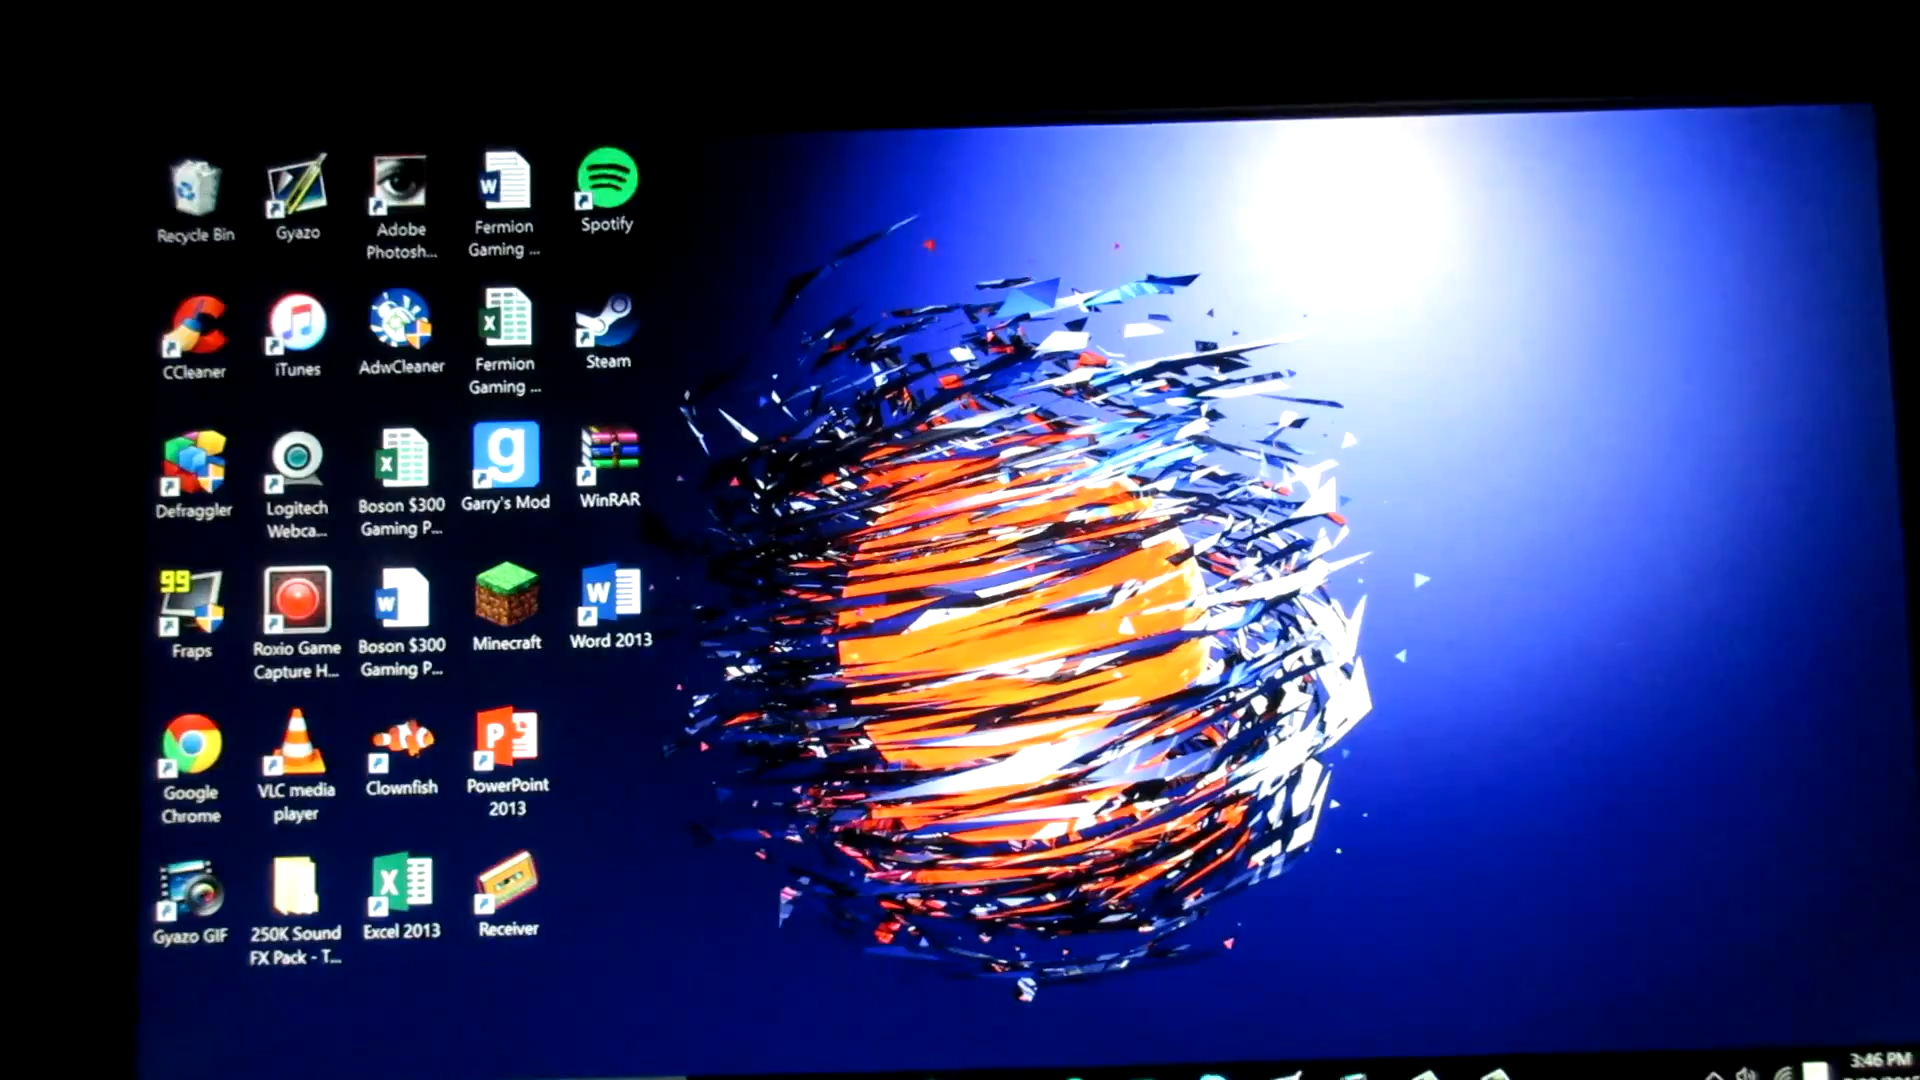 Recycle Bin
Gyazo
Adobe
Photosh...
Fermion
Gaming ...
Spotify
CCleaner
iTunes
AdwCleaner
Fermion
Gaming ...
Steam
Defraggler
Logitech
Webca...
Boson $300
Gaming P...
g
Garry's Mod
WinRAR
99
Fraps
Roxio Game
Capture H...
Boson $300
Gaming P...
Minecraft
Word 2013
Google
Chrome
VLC media
player
Clownfish
PowerPoint
2013
Gyazo GIF
250K Sound
FX Pack - T...
Excel 2013
Receiver
3:46 PM